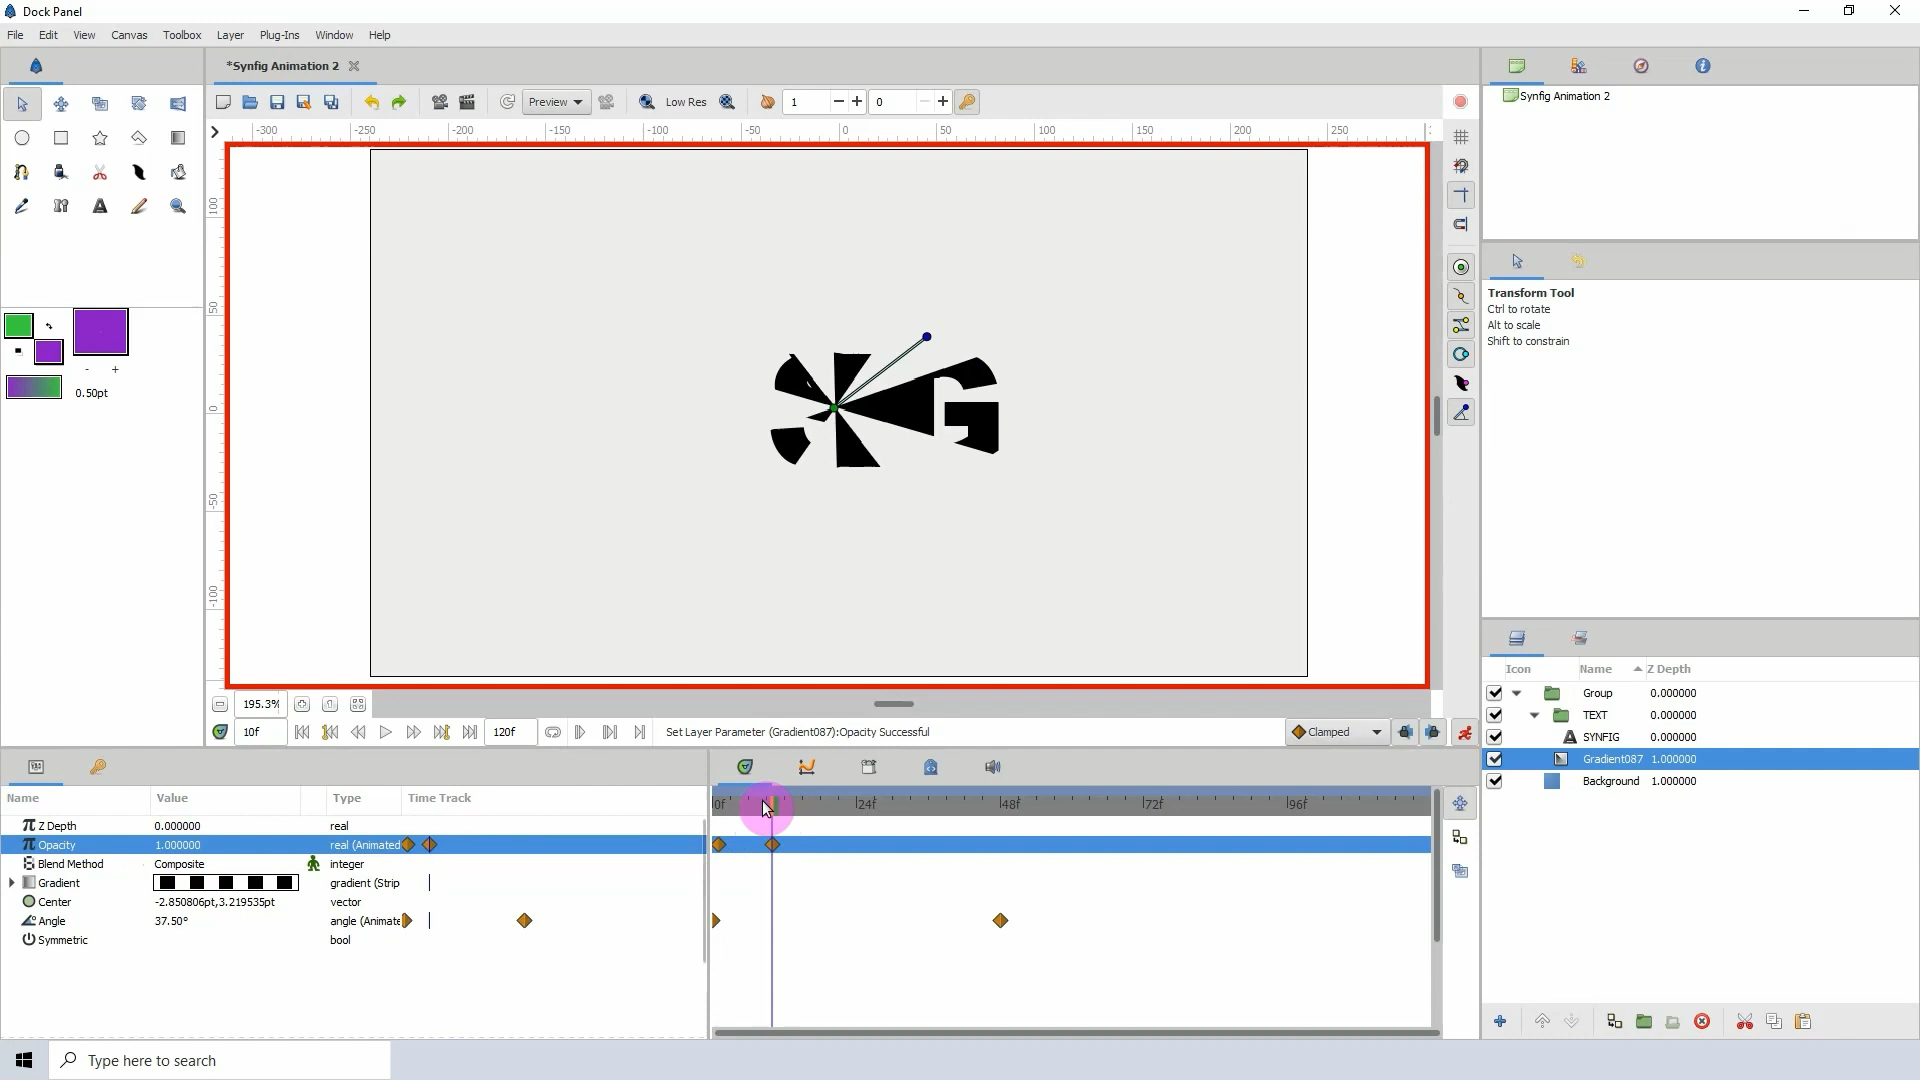 Dock Panel
File Edit View Canvas Toolbox Layer Plug-Ins Window Help
*Synfig Animation 2
Preview Low Res 1 0
-300 -250 -200 -150 -100 -50 0 50 100 150 200 250
100
50
0
-50
-100
0.50pt
G
195.3%
10f 120f Set Layer Parameter (Gradient087):Opacity Successful Clamped
Name Value Type Time Track
Z Depth 0.000000 real
Opacity 1.000000 real (Animated
Blend Method Composite integer
Gradient gradient (Strip
Center -2.850806pt,3.219535pt vector
Angle 37.50° angle (Animate
Symmetric bool
0f 24f 48f 72f 96f
Synfig Animation 2
Transform Tool
Ctrl to rotate
Alt to scale
Shift to constrain
Icon Name Z Depth
Group 0.000000
TEXT 0.000000
SYNFIG 0.000000
Gradient087 1.000000
Background 1.000000
Type here to search